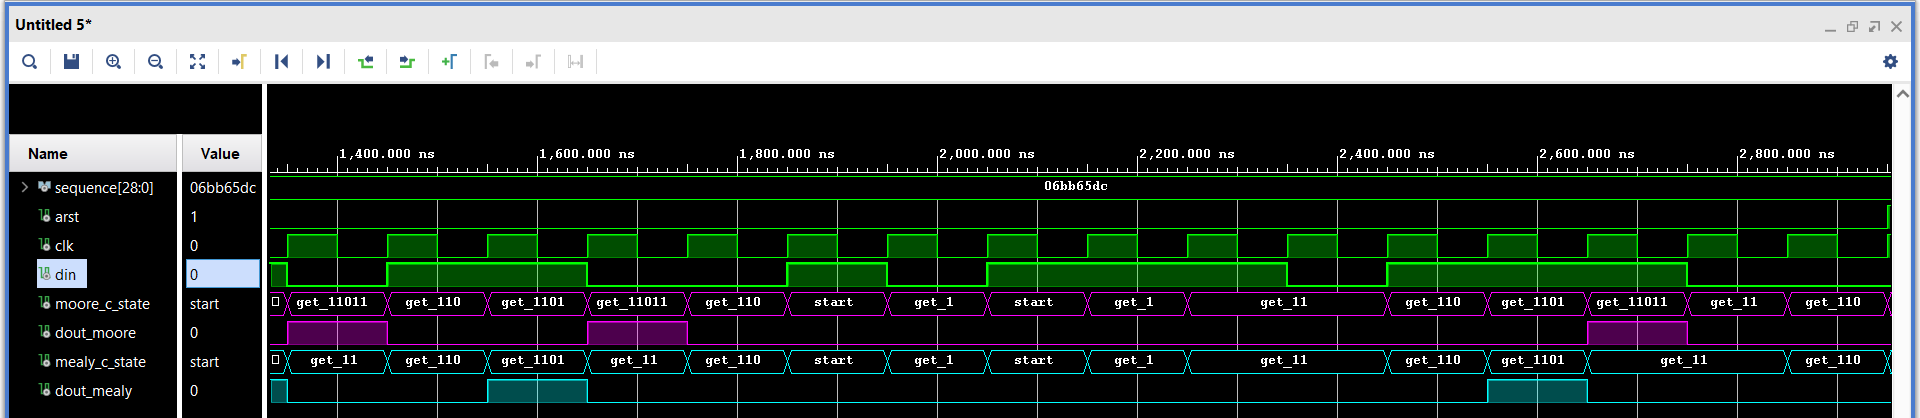 Untitled 5*
Name Value
1,400.000 ns 1,600.000 ns 1,800.000 ns 2,000.000 ns 2,200.000 ns 2,400.000 ns 2,600.000 ns 2,800.000 ns
sequence[28:0] 06bb65dc 06bb65dc
arst 1
clk 0
din 0
moore_c_state start get_11011 get_110 get_1101 get_11011 get_110 start get_1 start get_1 get_11 get_110 get_1101 get_11011 get_11 get_110
dout_moore 0
mealy_c_state start get_11 get_110 get_1101 get_11 get_110 start get_1 start get_1 get_11 get_110 get_1101 get_11 get_110
dout_mealy 0